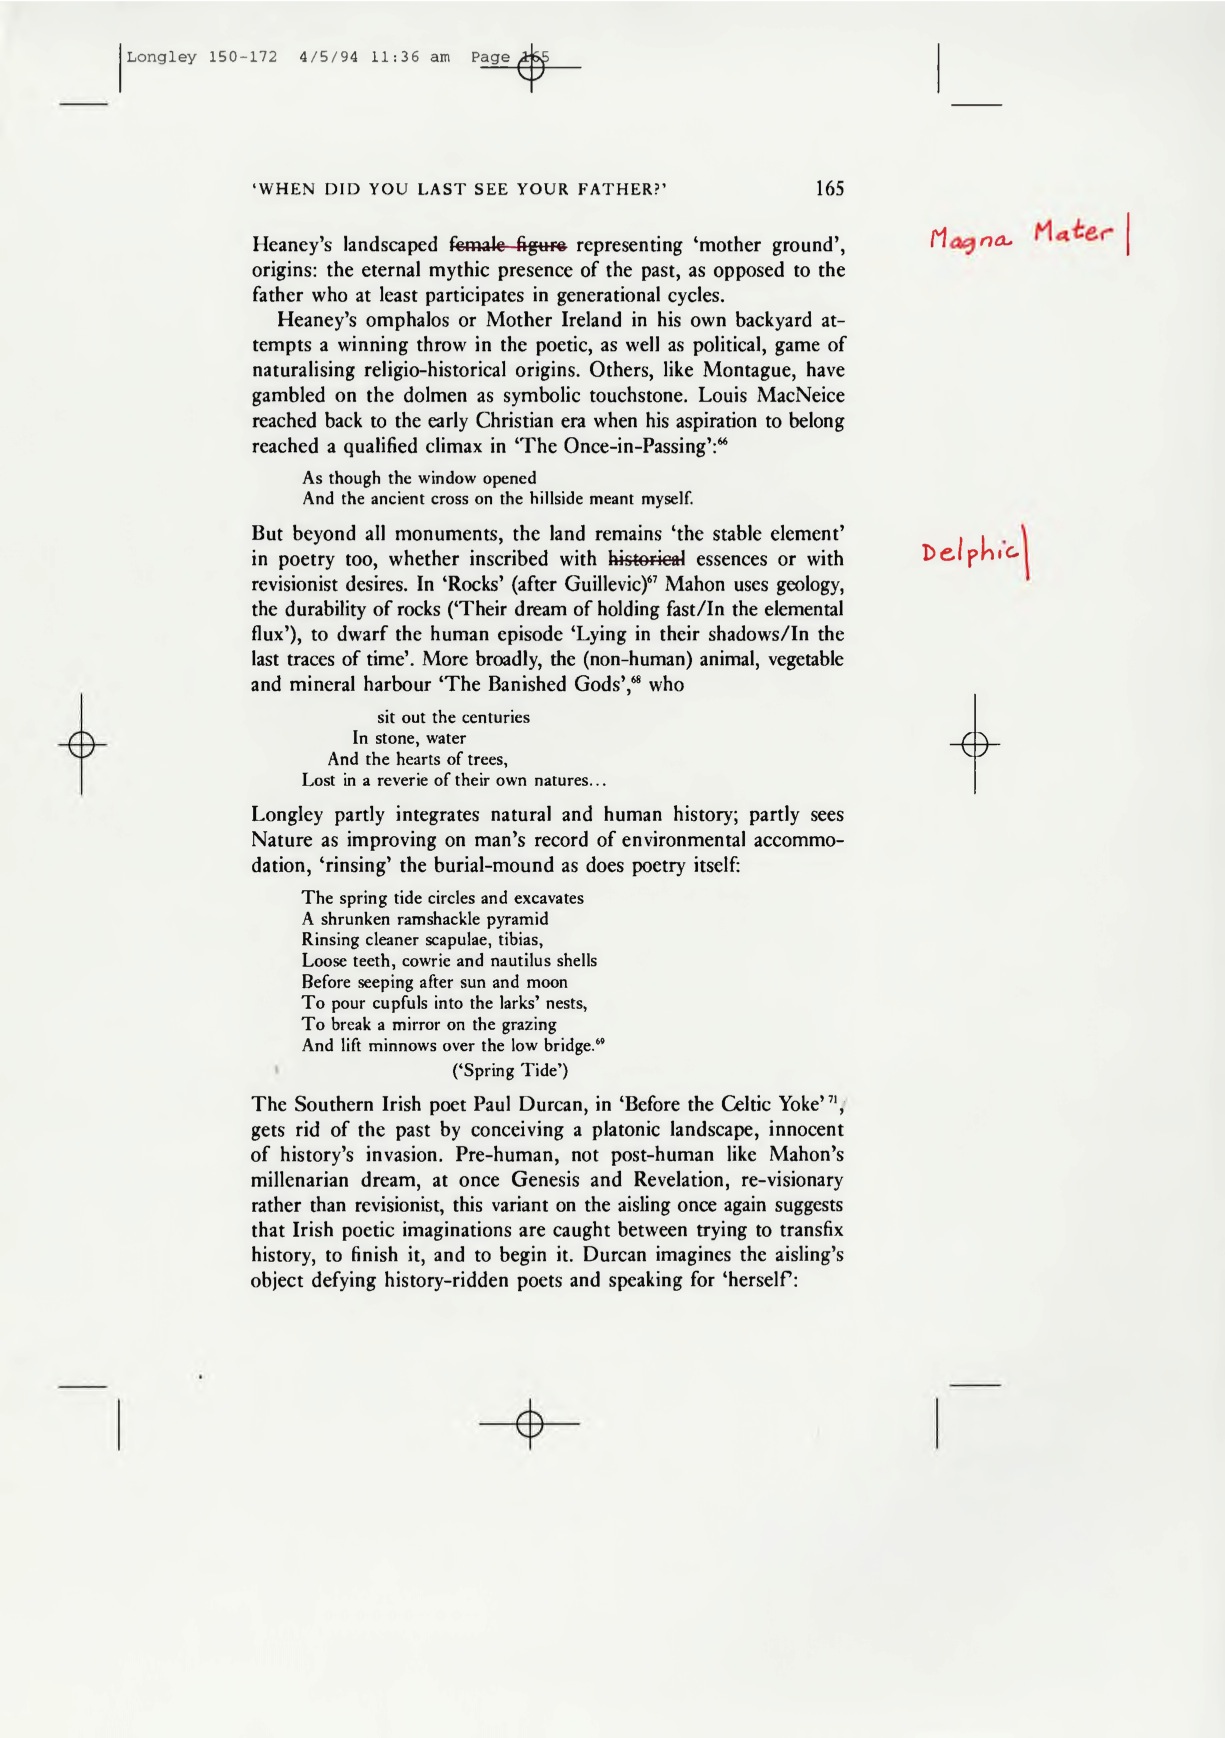 Longley 150-172 4/5/94 11:36 am Page 165
‘WHEN DID YOU LAST SEE YOUR FATHER?’ 165
Heaney’s landscaped female figure representing ‘mother ground’, Magna Mater
origins: the eternal mythic presence of the past, as opposed to the
father who at least participates in generational cycles.
Heaney’s omphalos or Mother Ireland in his own backyard at-
tempts a winning throw in the poetic, as well as political, game of
naturalising religio-historical origins. Others, like Montague, have
gambled on the dolmen as symbolic touchstone. Louis MacNeice
reached back to the early Christian era when his aspiration to belong
reached a qualified climax in ‘The Once-in-Passing’:⁶⁶
As though the window opened
And the ancient cross on the hillside meant myself.
But beyond all monuments, the land remains ‘the stable element’
in poetry too, whether inscribed with historical essences or with Delphic
revisionist desires. In ‘Rocks’ (after Guillevic)⁶⁷ Mahon uses geology,
the durability of rocks (‘Their dream of holding fast/In the elemental
flux’), to dwarf the human episode ‘Lying in their shadows/In the
last traces of time’. More broadly, the (non-human) animal, vegetable
and mineral harbour ‘The Banished Gods’,⁶⁸ who
sit out the centuries
In stone, water
And the hearts of trees,
Lost in a reverie of their own natures...
Longley partly integrates natural and human history; partly sees
Nature as improving on man’s record of environmental accommo-
dation, ‘rinsing’ the burial-mound as does poetry itself:
The spring tide circles and excavates
A shrunken ramshackle pyramid
Rinsing cleaner scapulae, tibias,
Loose teeth, cowrie and nautilus shells
Before seeping after sun and moon
To pour cupfuls into the larks’ nests,
To break a mirror on the grazing
And lift minnows over the low bridge.⁶⁹
(‘Spring Tide’)
The Southern Irish poet Paul Durcan, in ‘Before the Celtic Yoke’⁷¹,
gets rid of the past by conceiving a platonic landscape, innocent
of history’s invasion. Pre-human, not post-human like Mahon’s
millenarian dream, at once Genesis and Revelation, re-visionary
rather than revisionist, this variant on the aisling once again suggests
that Irish poetic imaginations are caught between trying to transfix
history, to finish it, and to begin it. Durcan imagines the aisling’s
object defying history-ridden poets and speaking for ‘herself’: